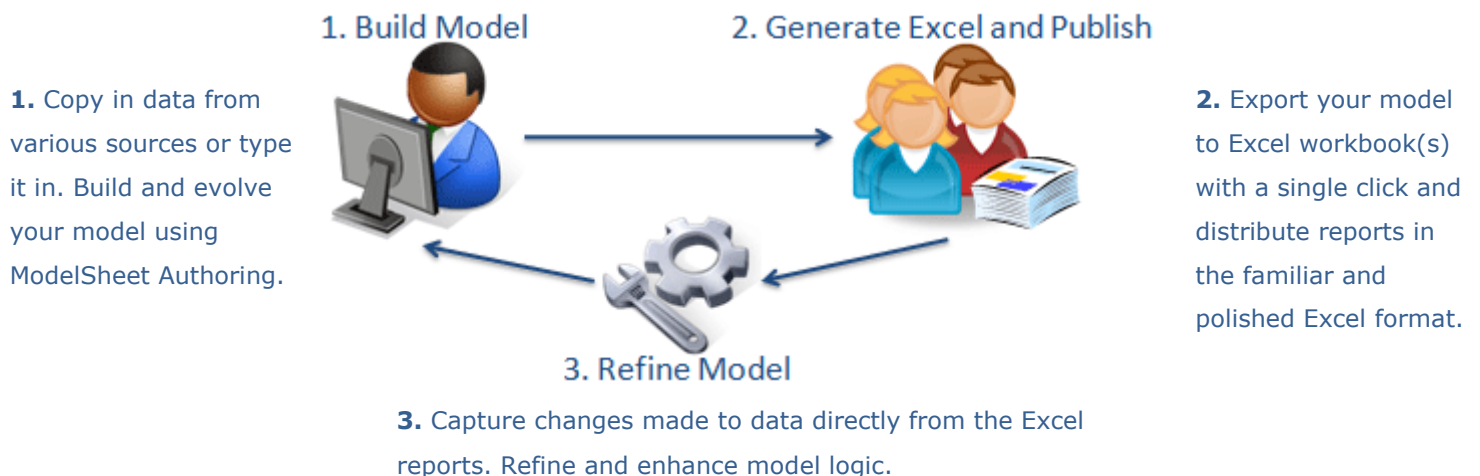 1. Build Model
2. Generate Excel and Publish
1. Copy in data from
various sources or type
it in. Build and evolve
your model using
ModelSheet Authoring.
2. Export your model
to Excel workbook(s)
with a single click and
distribute reports in
the familiar and
polished Excel format.
3. Refine Model
3. Capture changes made to data directly from the Excel
reports. Refine and enhance model logic.